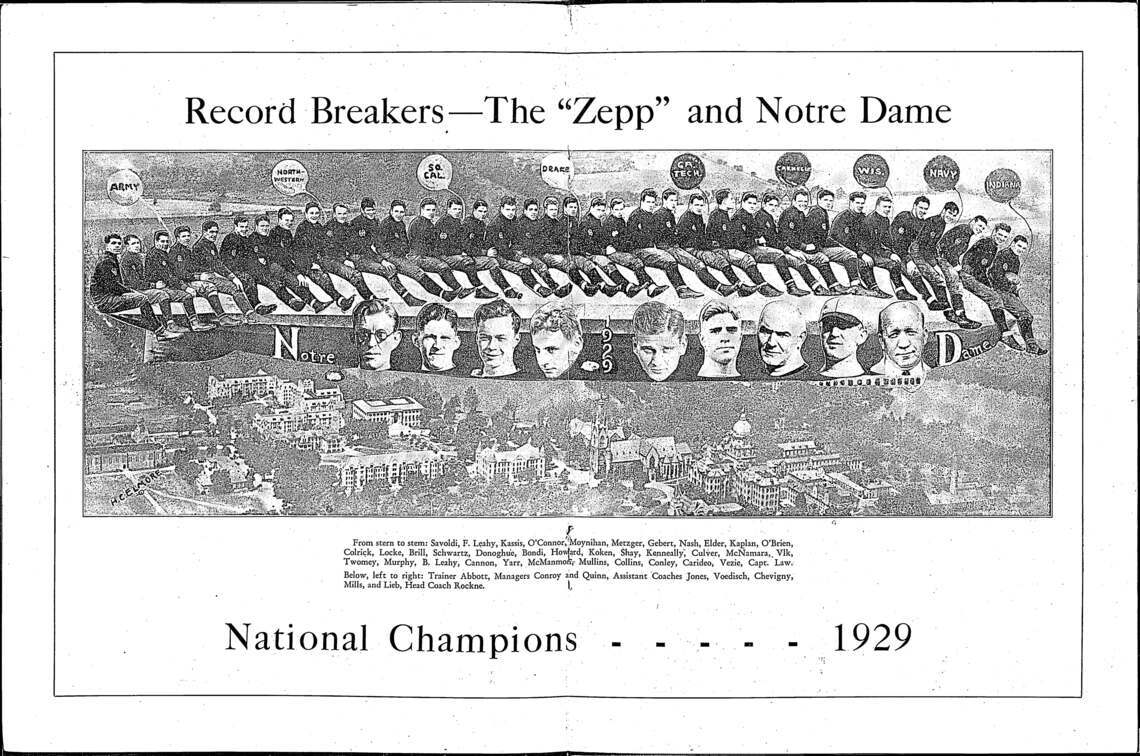 Record Breakers—The “Zepp” and Notre Dame
ARMY
NORTH-
WESTERN
SO.
CAL.
DRAKE
CA-
TECH.
CARNEGIE
WIS.
NAVY
INDIANA
Notre
1929
Dame
H.C.ELMORE
From stern to stem: Savoldi, F. Leahy, Kassis, O'Connor, Moynihan, Metzger, Gebert, Nash, Elder, Kaplan, O'Brien,
Colrick, Locke, Brill, Schwartz, Donoghue, Bondi, Howard, Koken, Shay, Kenneally, Culver, McNamara, Vlk,
Twomey, Murphy, B. Leahy, Cannon, Yarr, McManmon, Mullins, Collins, Conley, Carideo, Vezie, Capt. Law.
Below, left to right: Trainer Abbott, Managers Conroy and Quinn, Assistant Coaches Jones, Voedisch, Chevigny,
Mills, and Lieb, Head Coach Rockne.
National Champions - - - - - 1929